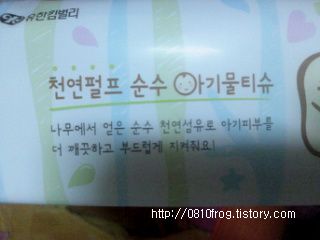 유한킴벌리
천연펄프 순수 아기물티슈
나무에서 얻은 순수 천연섬유로 아기피부를
더 깨끗하고 부드럽게 지켜줘요!
http://0810frog.tistory.com